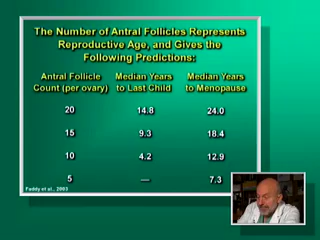 The Number of Antral Follicles Represents
Reproductive Age, and Gives the
Following Predictions:
Antral Follicle Median Years Median Years
Count (per ovary) to Last Child to Menopause
20 14.8 24.0
15 9.3 18.4
10 4.2 12.9
5 — 7.3
Faddy et al., 2003